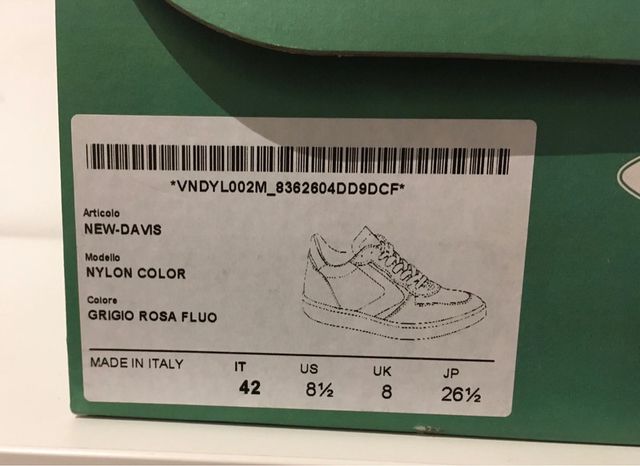 *VNDYL002M_8362604DD9DCF*
Articolo
NEW-DAVIS
Modello
NYLON COLOR
Colore
GRIGIO ROSA FLUO
MADE IN ITALY IT US UK JP
42 8½ 8 26½